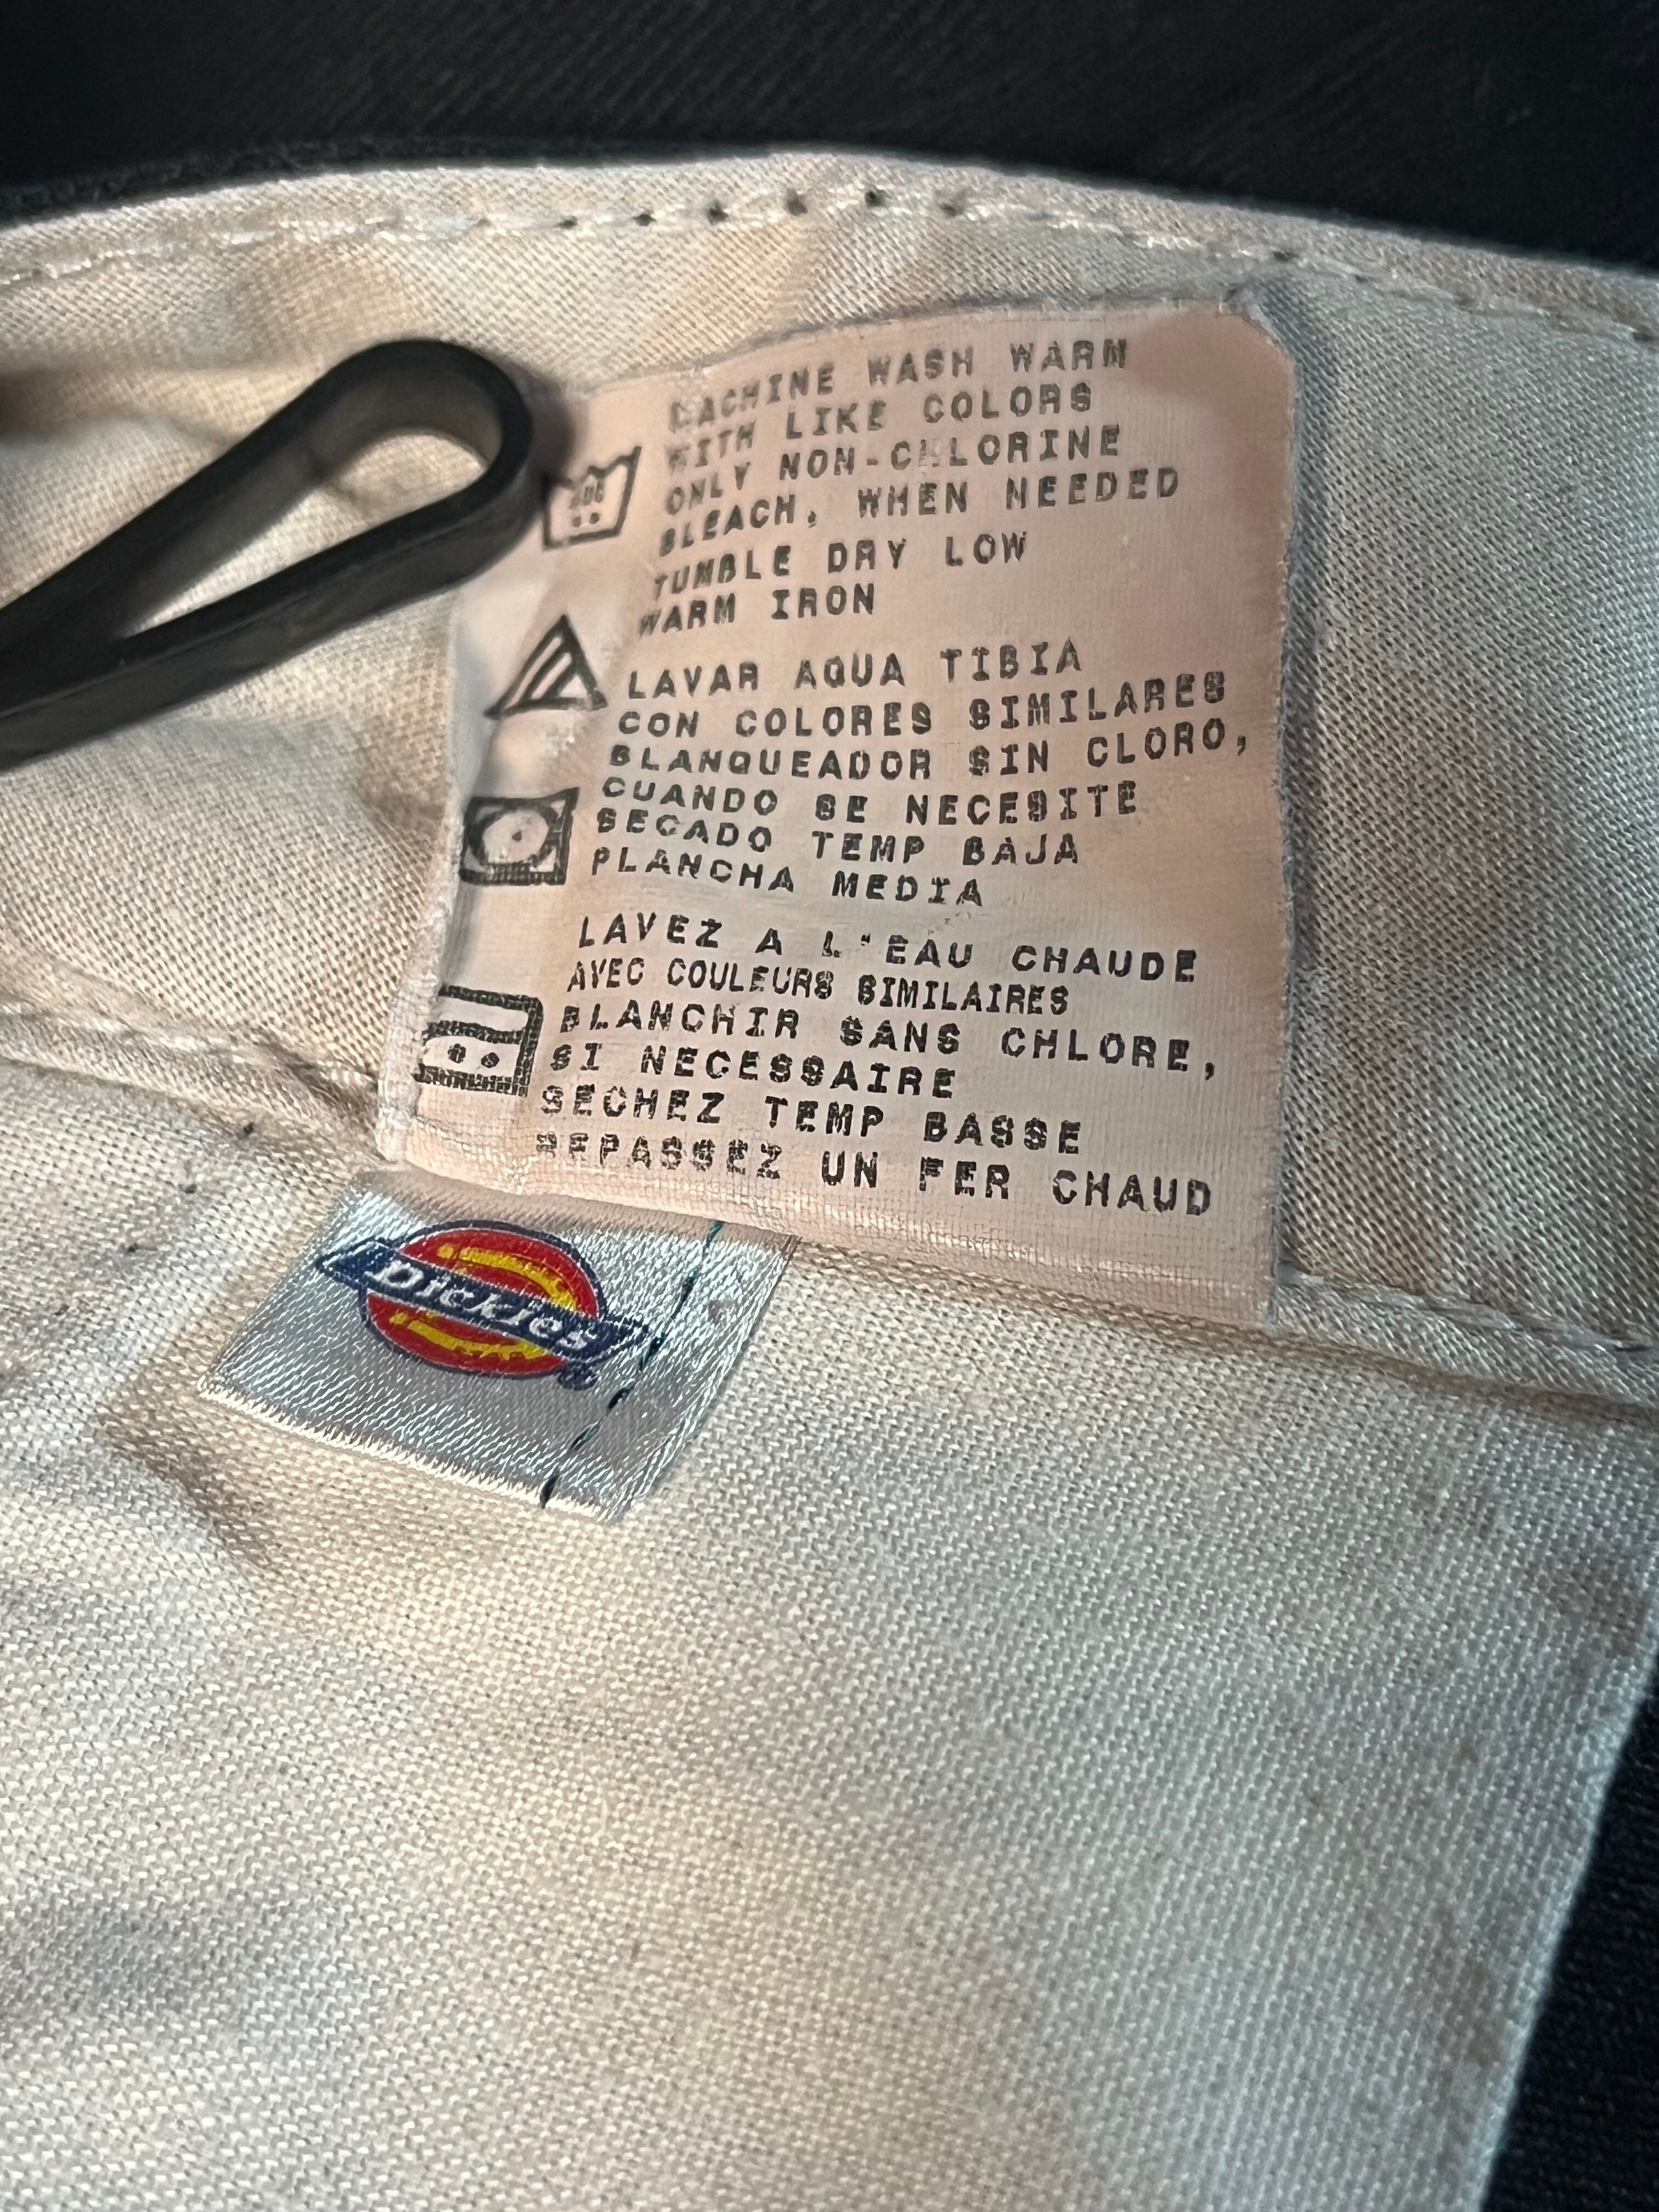 MACHINE WASH WARM
WITH LIKE COLORS
ONLY NON-CHLORINE
BLEACH, WHEN NEEDED
TUMBLE DRY LOW
WARM IRON
LAVAR AQUA TIBIA
CON COLORES SIMILARES
BLANQUEADOR SIN CLORO,
CUANDO SE NECESITE
SECADO TEMP BAJA
PLANCHA MEDIA
LAVEZ A L'EAU CHAUDE
AVEC COULEURS SIMILAIRES
BLANCHIR SANS CHLORE,
SI NECESSAIRE
SECHEZ TEMP BASSE
REPASSEZ UN FER CHAUD
Dickies®